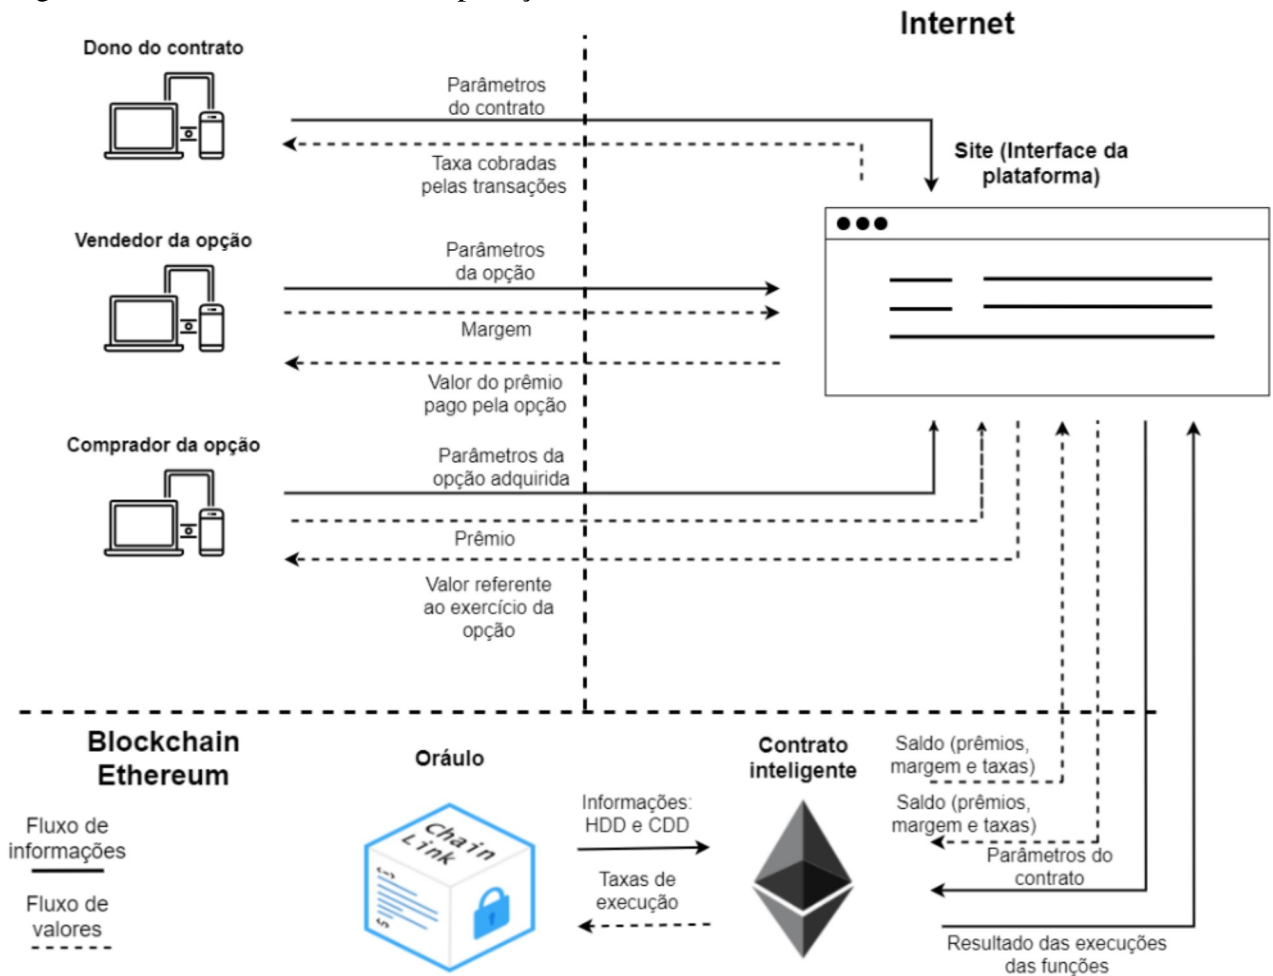 Internet
Dono do contrato
Parâmetros
do contrato
Taxa cobradas
pelas transações
Site (Interface da
plataforma)
Vendedor da opção
Parâmetros
da opção
Margem
Valor do prêmio
pago pela opção
Comprador da opção
Parâmetros da
opção adquirida
Prêmio
Valor referente
ao exercício da
opção
Blockchain
Ethereum
Fluxo de
informações
Fluxo de
valores
Oráulo
Chain
Link
Informações:
HDD e CDD
Taxas de
execução
Contrato
inteligente
Saldo (prêmios,
margem e taxas)
Saldo (prêmios,
margem e taxas)
Parâmetros do
contrato
Resultado das execuções
das funções